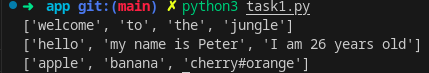 ➜ app git:(main) ✗ python3 task1.py
['welcome', 'to', 'the', 'jungle']
['hello', 'my name is Peter', 'I am 26 years old']
['apple', 'banana', 'cherry#orange']